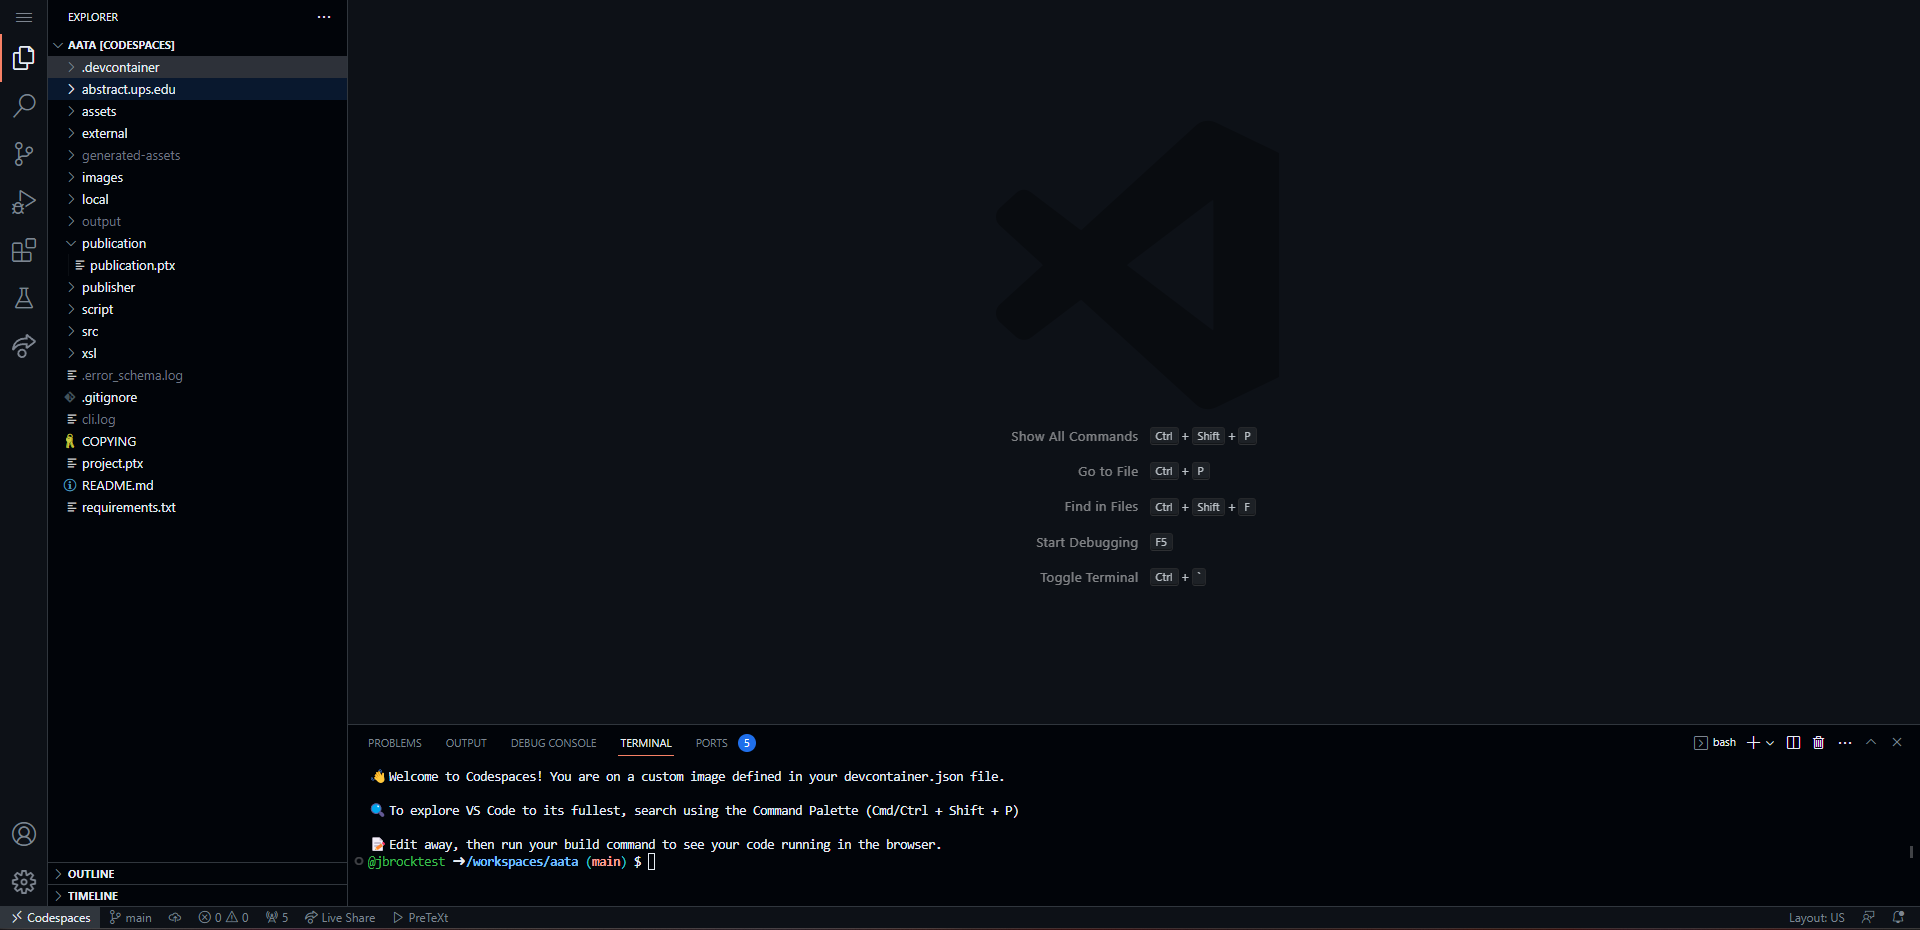 EXPLORER
AATA [CODESPACES]
.devcontainer
abstract.ups.edu
assets
external
generated-assets
images
local
output
publication
publication.ptx
publisher
script
src
xsl
.error_schema.log
.gitignore
cli.log
COPYING
project.ptx
README.md
requirements.txt
OUTLINE
TIMELINE
Show All Commands Ctrl + Shift + P
Go to File Ctrl + P
Find in Files Ctrl + Shift + F
Start Debugging F5
Toggle Terminal Ctrl + `
PROBLEMS OUTPUT DEBUG CONSOLE TERMINAL PORTS 5
bash
👋 Welcome to Codespaces! You are on a custom image defined in your devcontainer.json file.
🔍 To explore VS Code to its fullest, search using the Command Palette (Cmd/Ctrl + Shift + P)
📝 Edit away, then run your build command to see your code running in the browser.
@jbrocktest ➜/workspaces/aata (main) $
Codespaces main 0 0 5 Live Share PreTeXt Layout: US